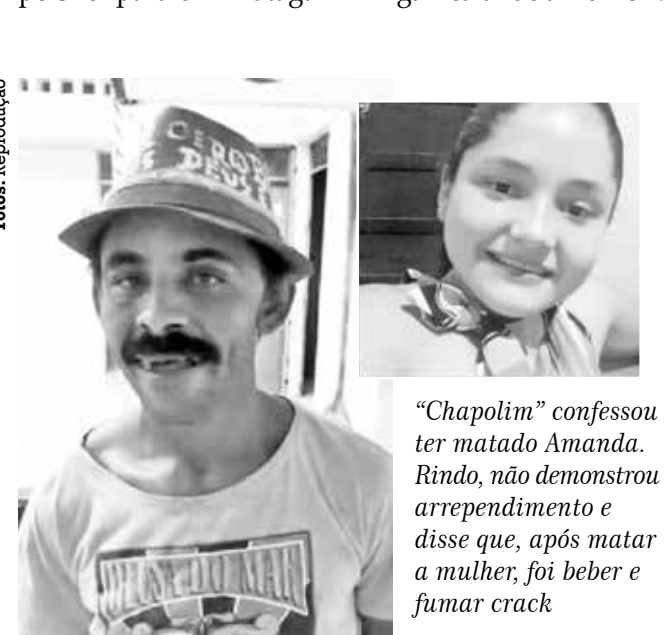 Fotos: Reprodução
DEUS
“Chapolim” confessou
ter matado Amanda.
Rindo, não demonstrou
arrependimento e
disse que, após matar
a mulher, foi beber e
fumar crack